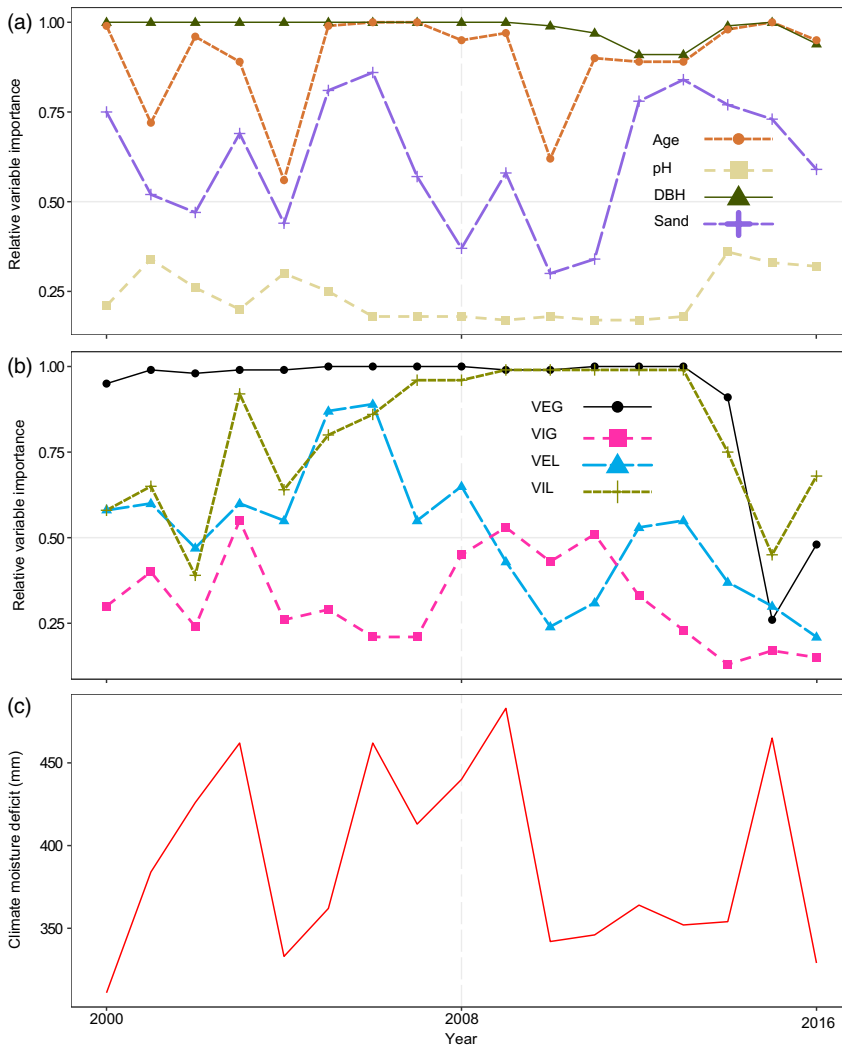 (a)
Relative variable importance
1.00
0.75
0.50
0.25
Age
pH
DBH
Sand
(b)
Relative variable importance
1.00
0.75
0.50
0.25
VEG
VIG
VEL
VIL
(c)
Climate moisture deficit (mm)
450
400
350
300
2000
2008
2016
Year